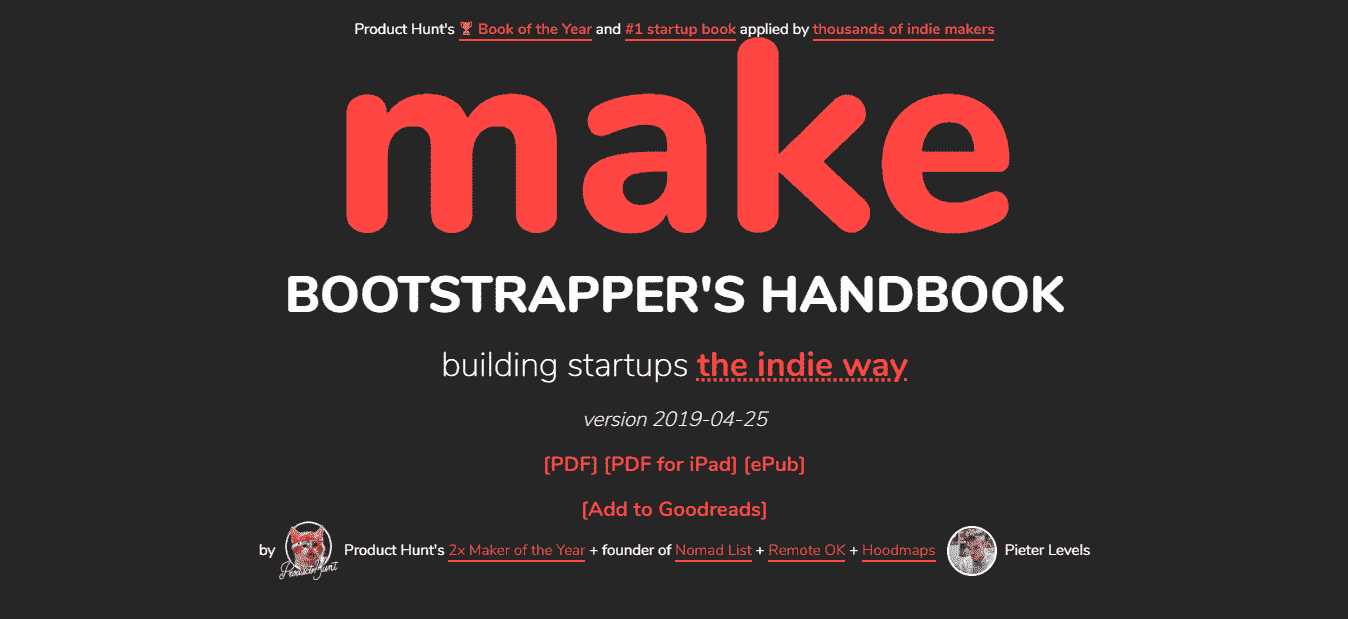 Product Hunt's 🏆 Book of the Year and #1 startup book applied by thousands of indie makers
make
BOOTSTRAPPER'S HANDBOOK
building startups the indie way
version 2019-04-25
[PDF] [PDF for iPad] [ePub]
[Add to Goodreads]
by Product Hunt Product Hunt's 2x Maker of the Year + founder of Nomad List + Remote OK + Hoodmaps Pieter Levels